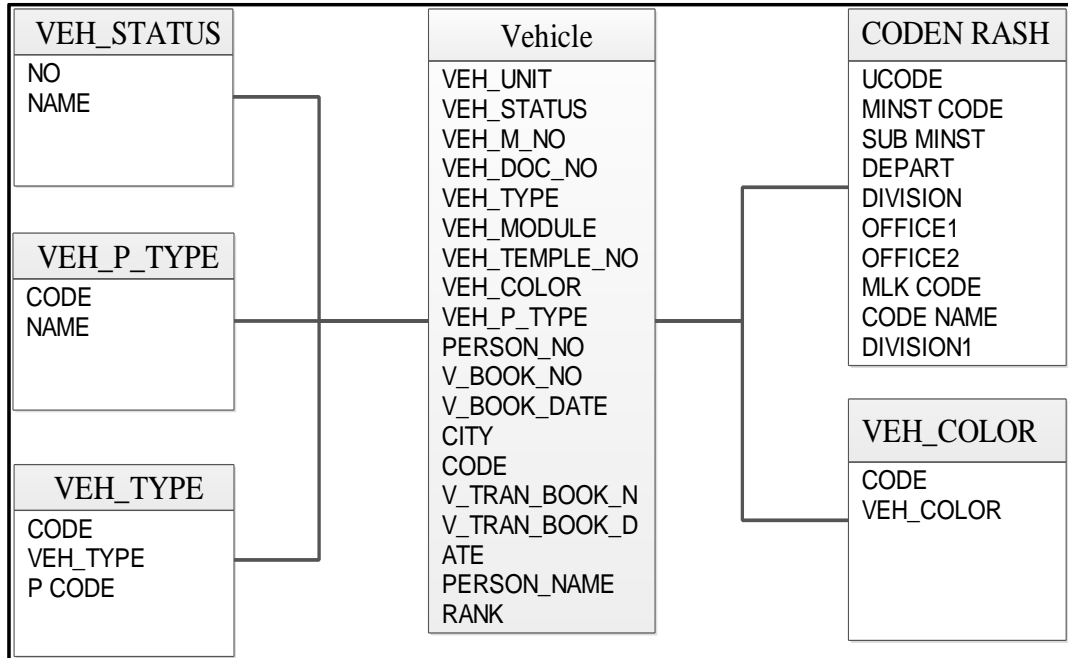 VEH_STATUS
NO
NAME
VEH_P_TYPE
CODE
NAME
VEH_TYPE
CODE
VEH_TYPE
P CODE
Vehicle
VEH_UNIT
VEH_STATUS
VEH_M_NO
VEH_DOC_NO
VEH_TYPE
VEH_MODULE
VEH_TEMPLE_NO
VEH_COLOR
VEH_P_TYPE
PERSON_NO
V_BOOK_NO
V_BOOK_DATE
CITY
CODE
V_TRAN_BOOK_N
V_TRAN_BOOK_D
ATE
PERSON_NAME
RANK
CODEN RASH
UCODE
MINST CODE
SUB MINST
DEPART
DIVISION
OFFICE1
OFFICE2
MLK CODE
CODE NAME
DIVISION1
VEH_COLOR
CODE
VEH_COLOR